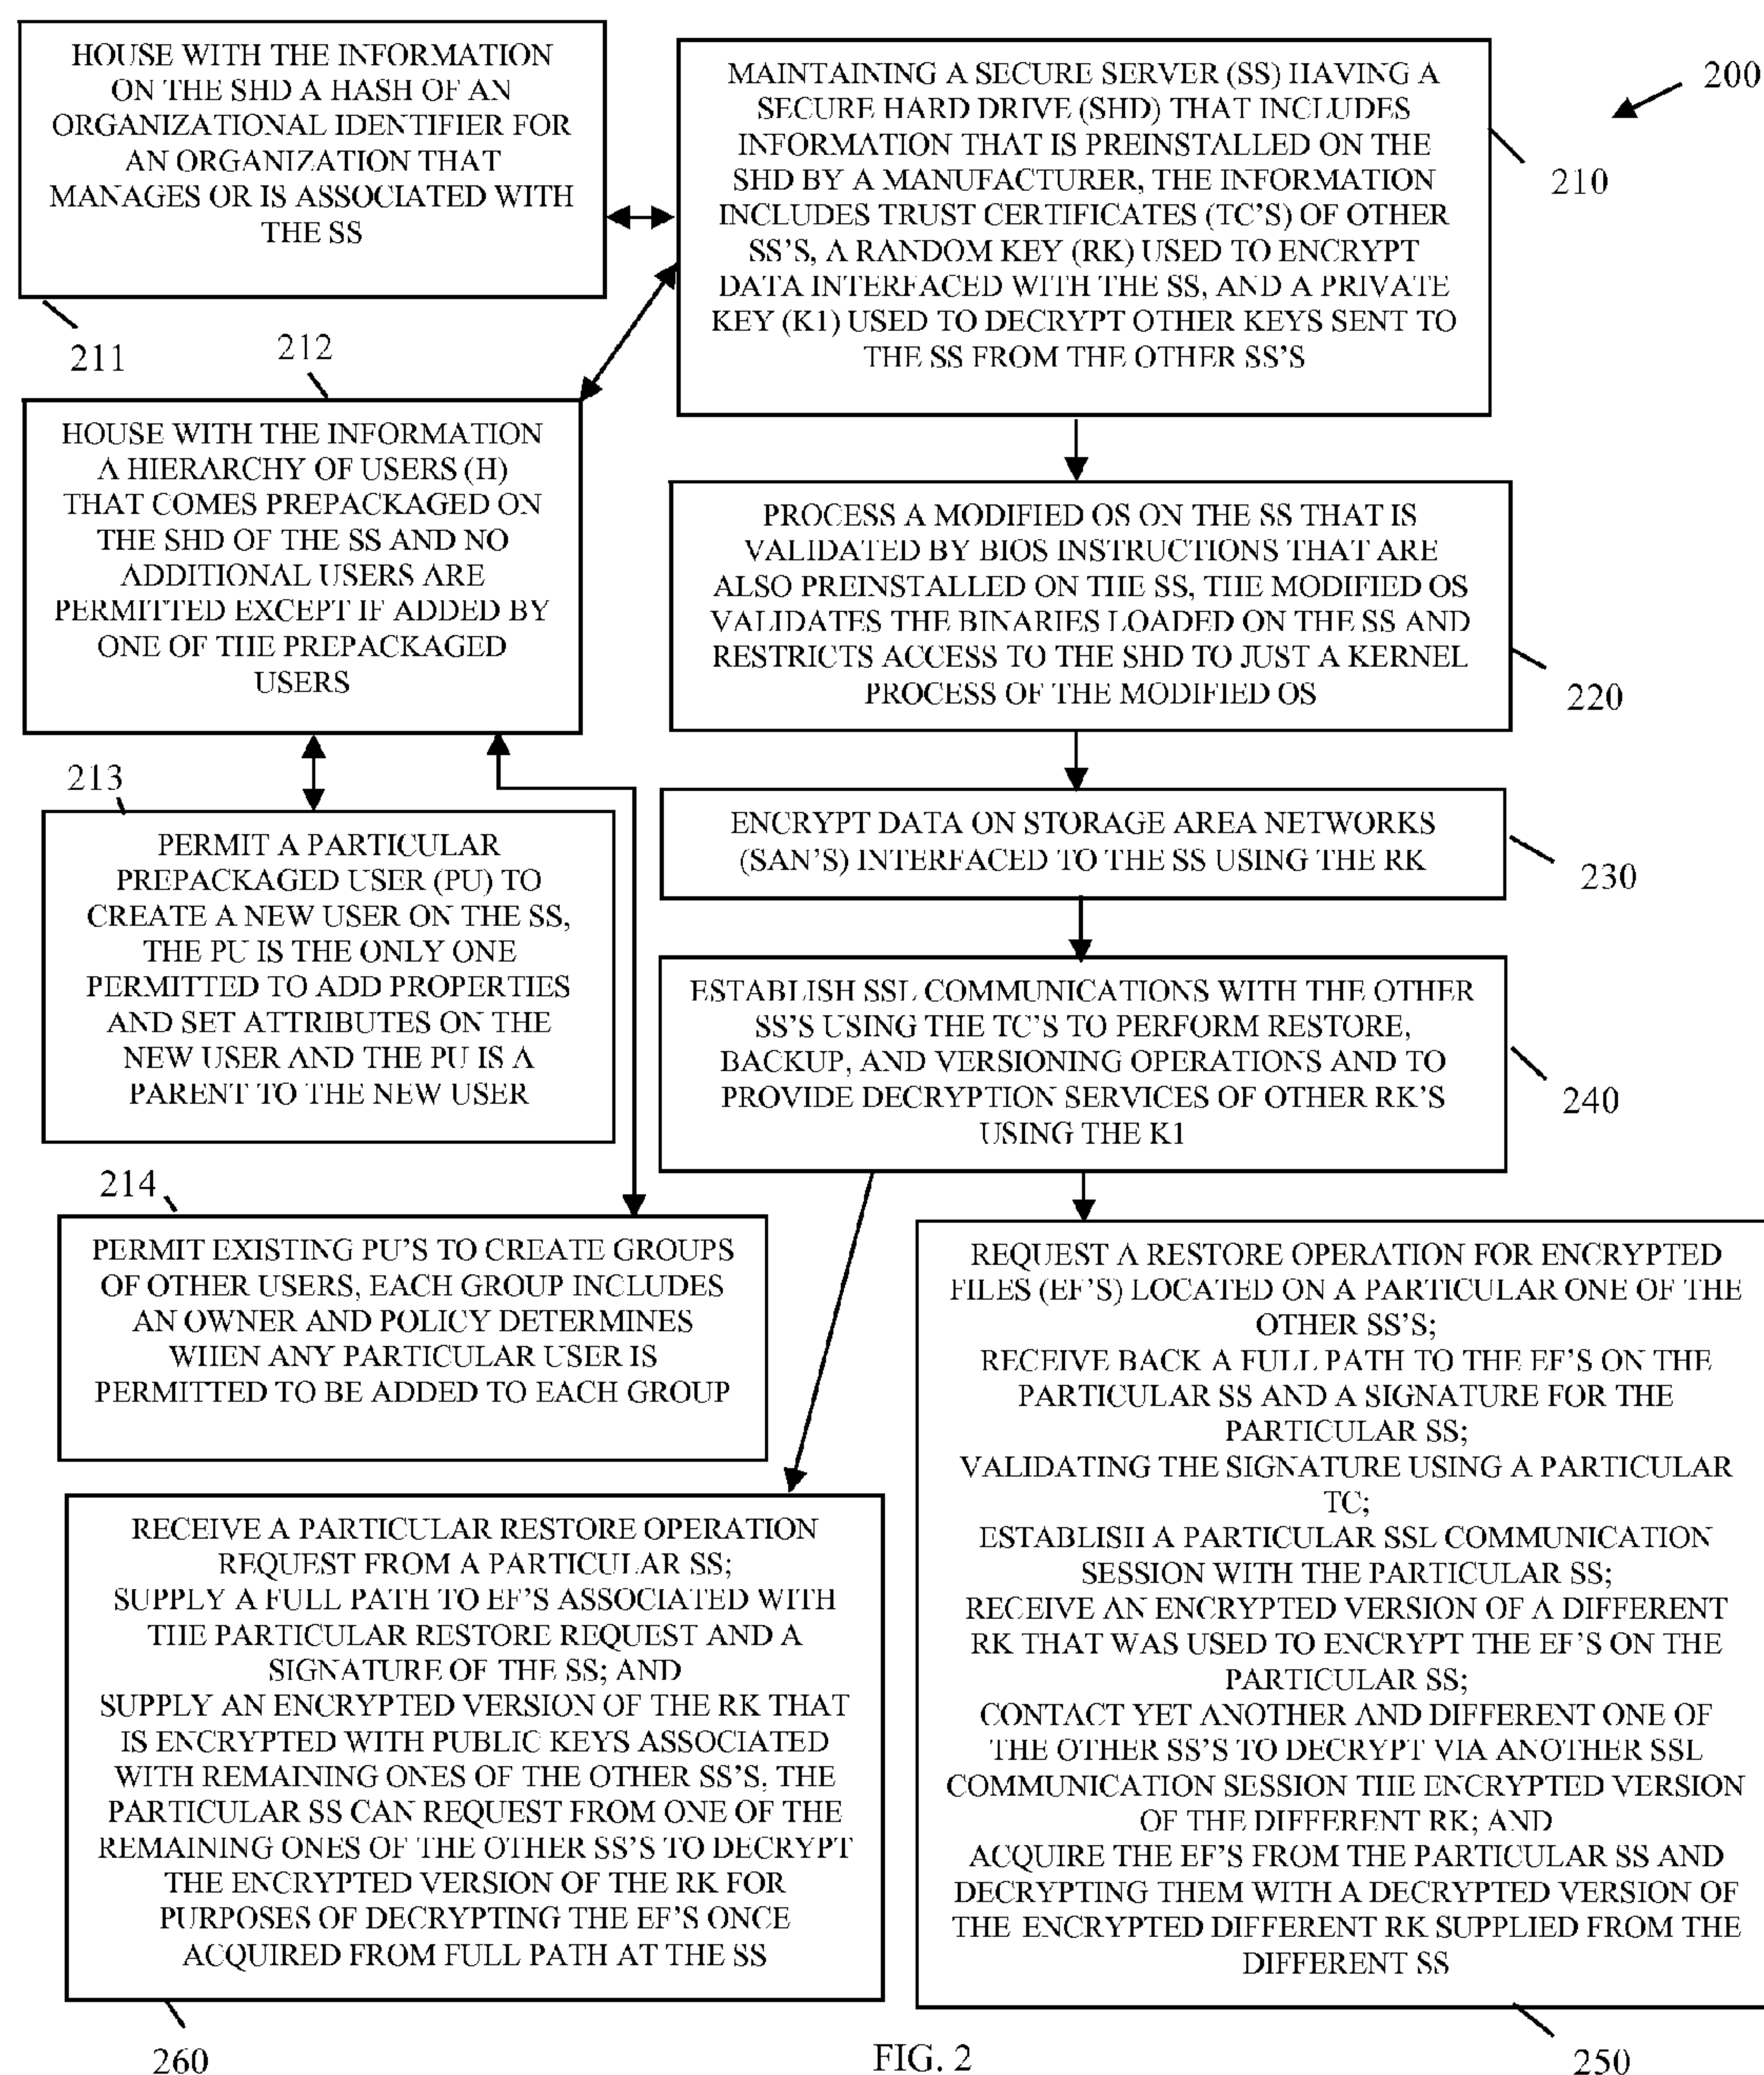 HOUSE WITH THE INFORMATION
ON THE SHD A HASH OF AN
ORGANIZATIONAL IDENTIFIER FOR
AN ORGANIZATION THAT
MANAGES OR IS ASSOCIATED WITH
THE SS
211
MAINTAINING A SECURE SERVER (SS) HAVING A
SECURE HARD DRIVE (SHD) THAT INCLUDES
INFORMATION THAT IS PREINSTALLED ON THE
SHD BY A MANUFACTURER, THE INFORMATION
INCLUDES TRUST CERTIFICATES (TC'S) OF OTHER
SS'S, A RANDOM KEY (RK) USED TO ENCRYPT
DATA INTERFACED WITH THE SS, AND A PRIVATE
KEY (K1) USED TO DECRYPT OTHER KEYS SENT TO
THE SS FROM THE OTHER SS'S
200
210
212
HOUSE WITH THE INFORMATION
A HIERARCHY OF USERS (H)
THAT COMES PREPACKAGED ON
THE SHD OF THE SS AND NO
ADDITIONAL USERS ARE
PERMITTED EXCEPT IF ADDED BY
ONE OF THE PREPACKAGED
USERS
PROCESS A MODIFIED OS ON THE SS THAT IS
VALIDATED BY BIOS INSTRUCTIONS THAT ARE
ALSO PREINSTALLED ON THE SS, THE MODIFIED OS
VALIDATES THE BINARIES LOADED ON THE SS AND
RESTRICTS ACCESS TO THE SHD TO JUST A KERNEL
PROCESS OF THE MODIFIED OS
220
213
PERMIT A PARTICULAR
PREPACKAGED USER (PU) TO
CREATE A NEW USER ON THE SS,
THE PU IS THE ONLY ONE
PERMITTED TO ADD PROPERTIES
AND SET ATTRIBUTES ON THE
NEW USER AND THE PU IS A
PARENT TO THE NEW USER
ENCRYPT DATA ON STORAGE AREA NETWORKS
(SAN'S) INTERFACED TO THE SS USING THE RK
230
ESTABLISH SSL COMMUNICATIONS WITH THE OTHER
SS'S USING THE TC'S TO PERFORM RESTORE,
BACKUP, AND VERSIONING OPERATIONS AND TO
PROVIDE DECRYPTION SERVICES OF OTHER RK'S
USING THE K1
240
214
PERMIT EXISTING PU'S TO CREATE GROUPS
OF OTHER USERS, EACH GROUP INCLUDES
AN OWNER AND POLICY DETERMINES
WHEN ANY PARTICULAR USER IS
PERMITTED TO BE ADDED TO EACH GROUP
RECEIVE A PARTICULAR RESTORE OPERATION
REQUEST FROM A PARTICULAR SS;
SUPPLY A FULL PATH TO EF'S ASSOCIATED WITH
THE PARTICULAR RESTORE REQUEST AND A
SIGNATURE OF THE SS; AND
SUPPLY AN ENCRYPTED VERSION OF THE RK THAT
IS ENCRYPTED WITH PUBLIC KEYS ASSOCIATED
WITH REMAINING ONES OF THE OTHER SS'S, THE
PARTICULAR SS CAN REQUEST FROM ONE OF THE
REMAINING ONES OF THE OTHER SS'S TO DECRYPT
THE ENCRYPTED VERSION OF THE RK FOR
PURPOSES OF DECRYPTING THE EF'S ONCE
ACQUIRED FROM FULL PATH AT THE SS
260
REQUEST A RESTORE OPERATION FOR ENCRYPTED
FILES (EF'S) LOCATED ON A PARTICULAR ONE OF THE
OTHER SS'S;
RECEIVE BACK A FULL PATH TO THE EF'S ON THE
PARTICULAR SS AND A SIGNATURE FOR THE
PARTICULAR SS;
VALIDATING THE SIGNATURE USING A PARTICULAR
TC;
ESTABLISH A PARTICULAR SSL COMMUNICATION
SESSION WITH THE PARTICULAR SS;
RECEIVE AN ENCRYPTED VERSION OF A DIFFERENT
RK THAT WAS USED TO ENCRYPT THE EF'S ON THE
PARTICULAR SS;
CONTACT YET ANOTHER AND DIFFERENT ONE OF
THE OTHER SS'S TO DECRYPT VIA ANOTHER SSL
COMMUNICATION SESSION THE ENCRYPTED VERSION
OF THE DIFFERENT RK; AND
ACQUIRE THE EF'S FROM THE PARTICULAR SS AND
DECRYPTING THEM WITH A DECRYPTED VERSION OF
THE ENCRYPTED DIFFERENT RK SUPPLIED FROM THE
DIFFERENT SS
250
FIG. 2